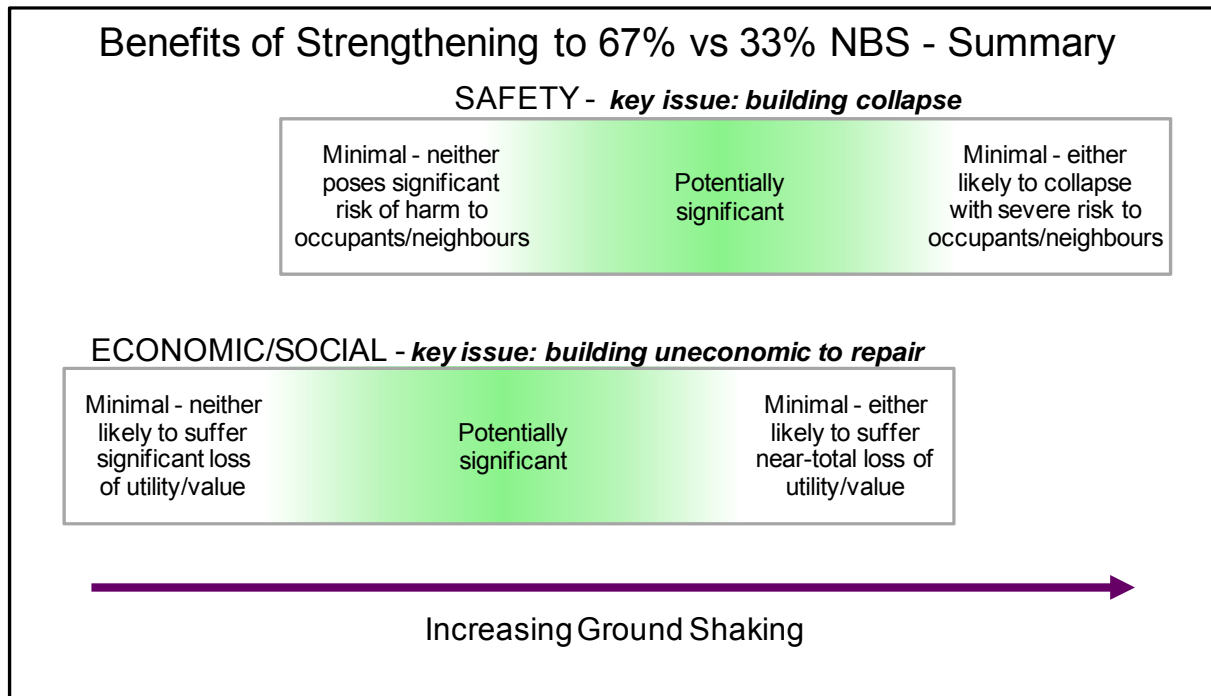 Benefits of Strengthening to 67% vs 33% NBS - Summary
SAFETY - key issue: building collapse
Minimal - neither
poses significant
risk of harm to
occupants/neighbours
Potentially
significant
Minimal - either
likely to collapse
with severe risk to
occupants/neighbours
ECONOMIC/SOCIAL - key issue: building uneconomic to repair
Minimal - neither
likely to suffer
significant loss
of utility/value
Potentially
significant
Minimal - either
likely to suffer
near-total loss of
utility/value
Increasing Ground Shaking